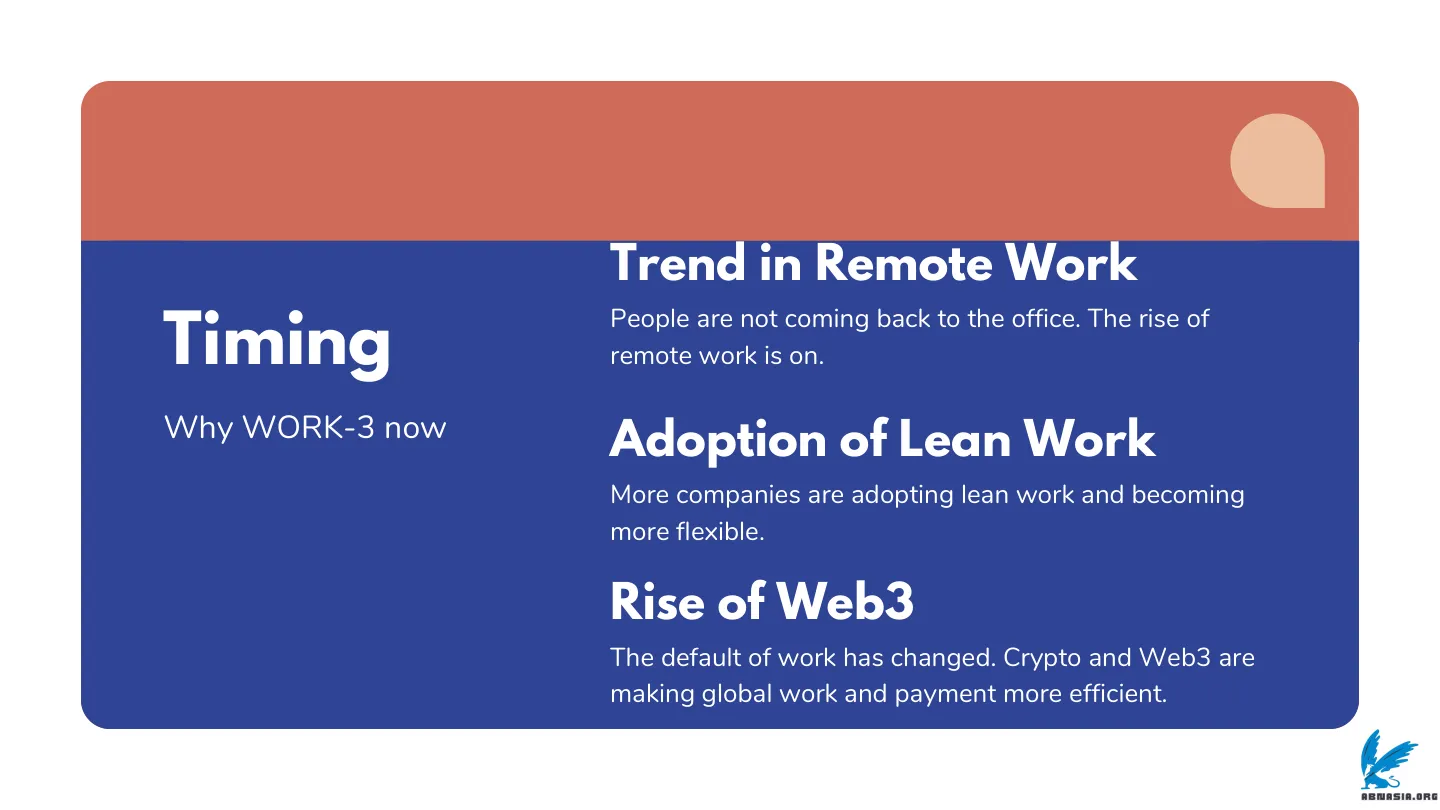 Timing
Why WORK-3 now
Trend in Remote Work
People are not coming back to the office. The rise of
remote work is on.
Adoption of Lean Work
More companies are adopting lean work and becoming
more flexible.
Rise of Web3
The default of work has changed. Crypto and Web3 are
making global work and payment more efficient.
ABNASIA.ORG